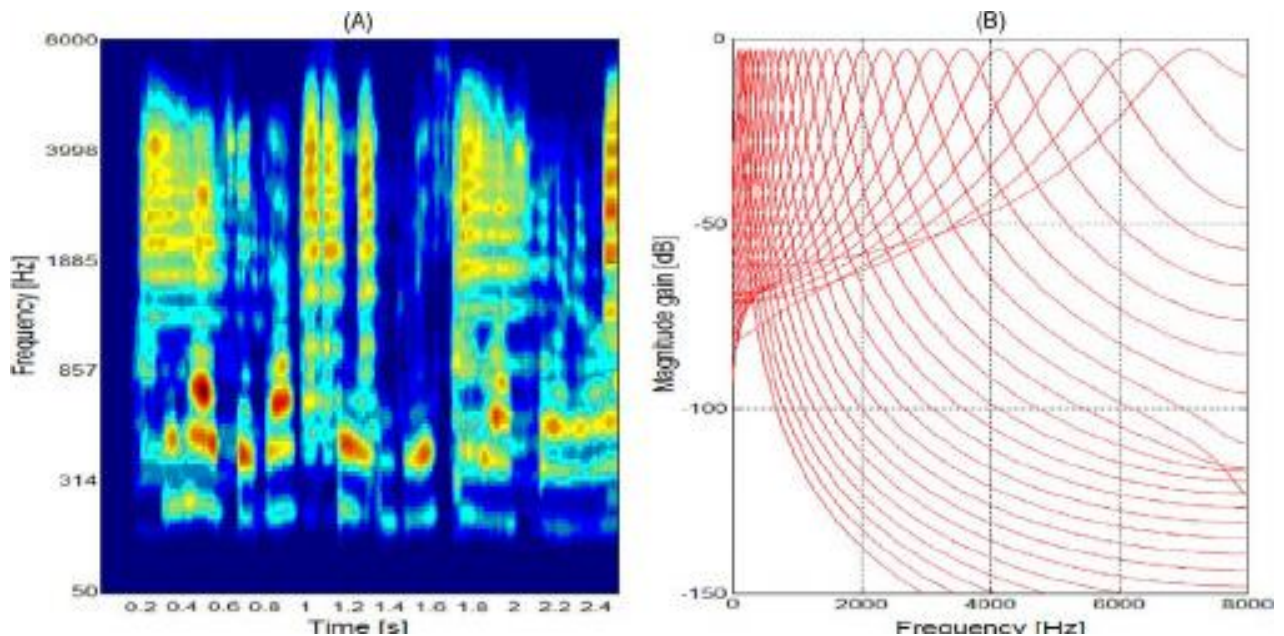 (A)
8000
3998
1885
857
314
50
Frequency [Hz]
0.2 0.4 0.6 0.8 1 1.2 1.4 1.6 1.8 2 2.2 2.4
Time [s]
(B)
0
-50
-100
-150
Magnitude gain [dB]
0 2000 4000 6000 8000
Frequency [Hz]